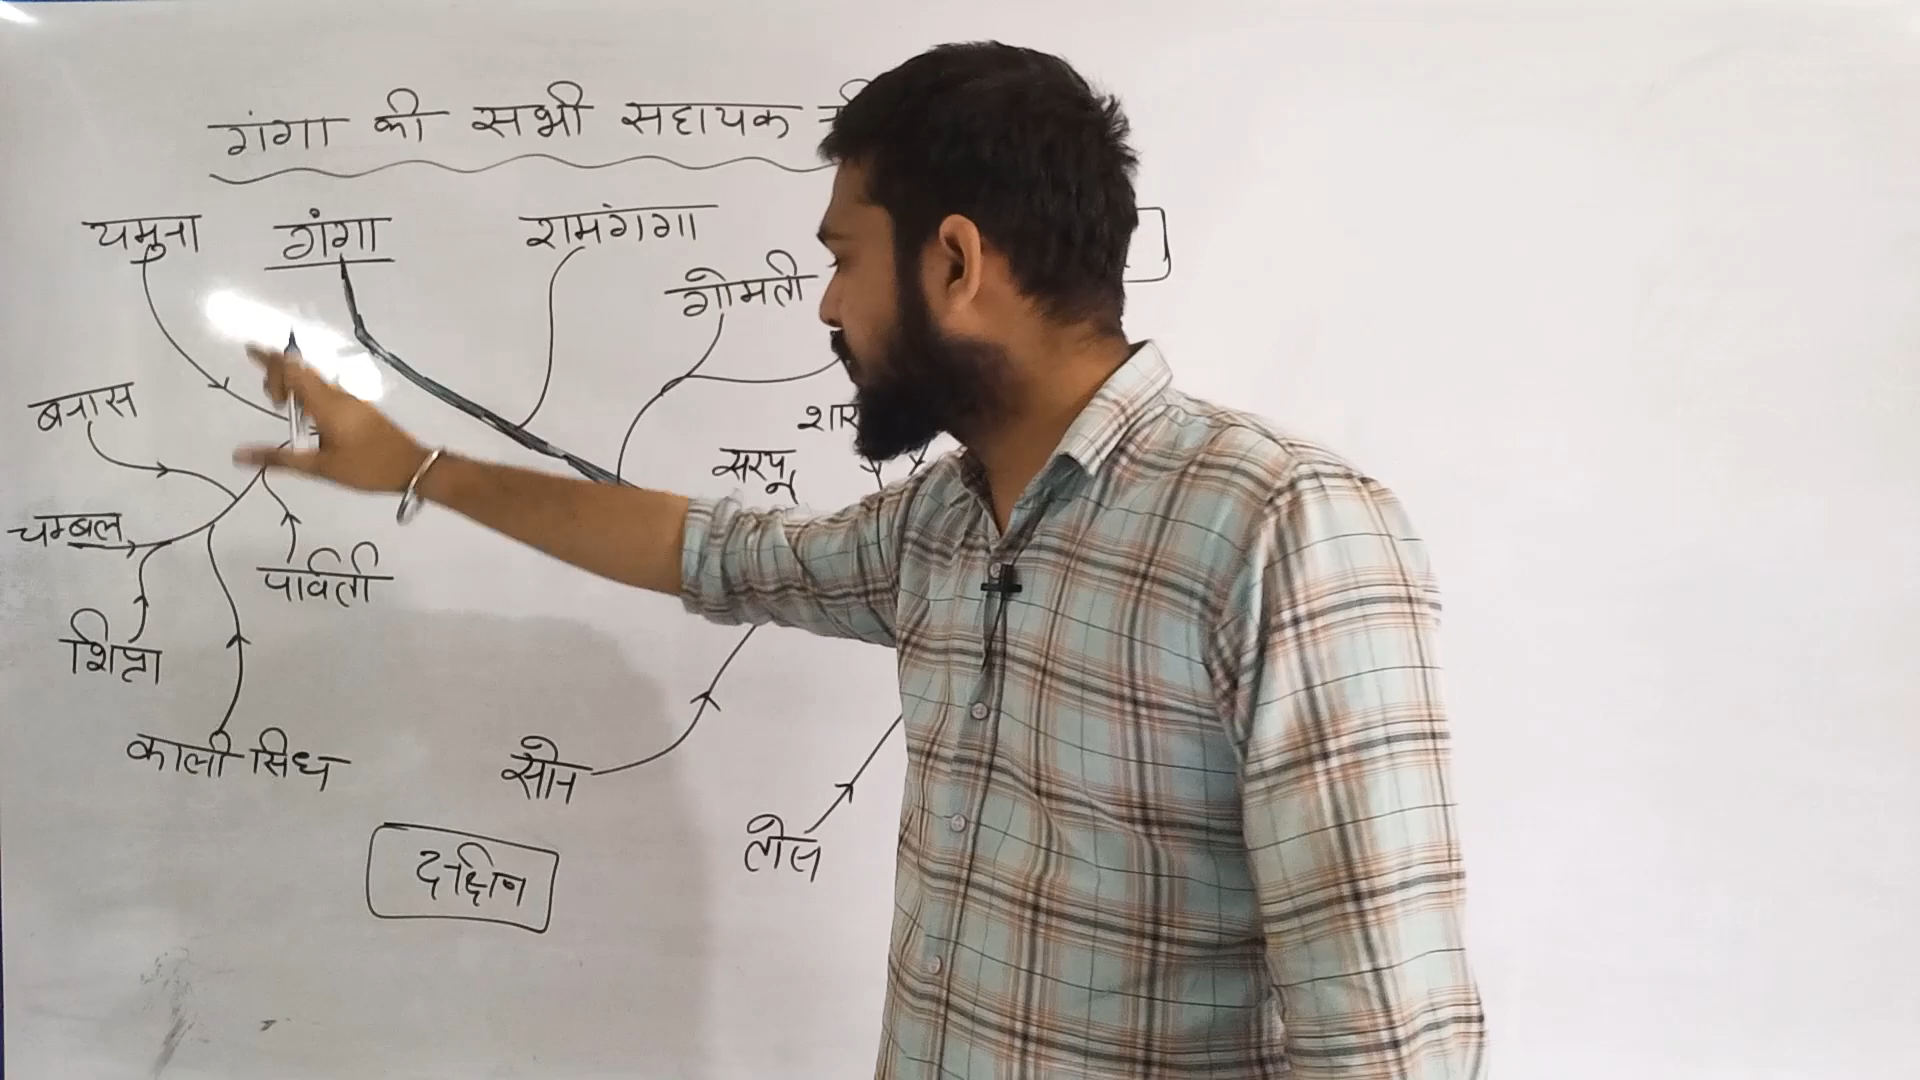 गंगा की सभी सहायक
यमुना
गंगा
रामगंगा
गोमती
बनास
शार
सरयू
चम्बल
पार्वती
शिप्रा
काली सिंध
सोन
दक्षिण